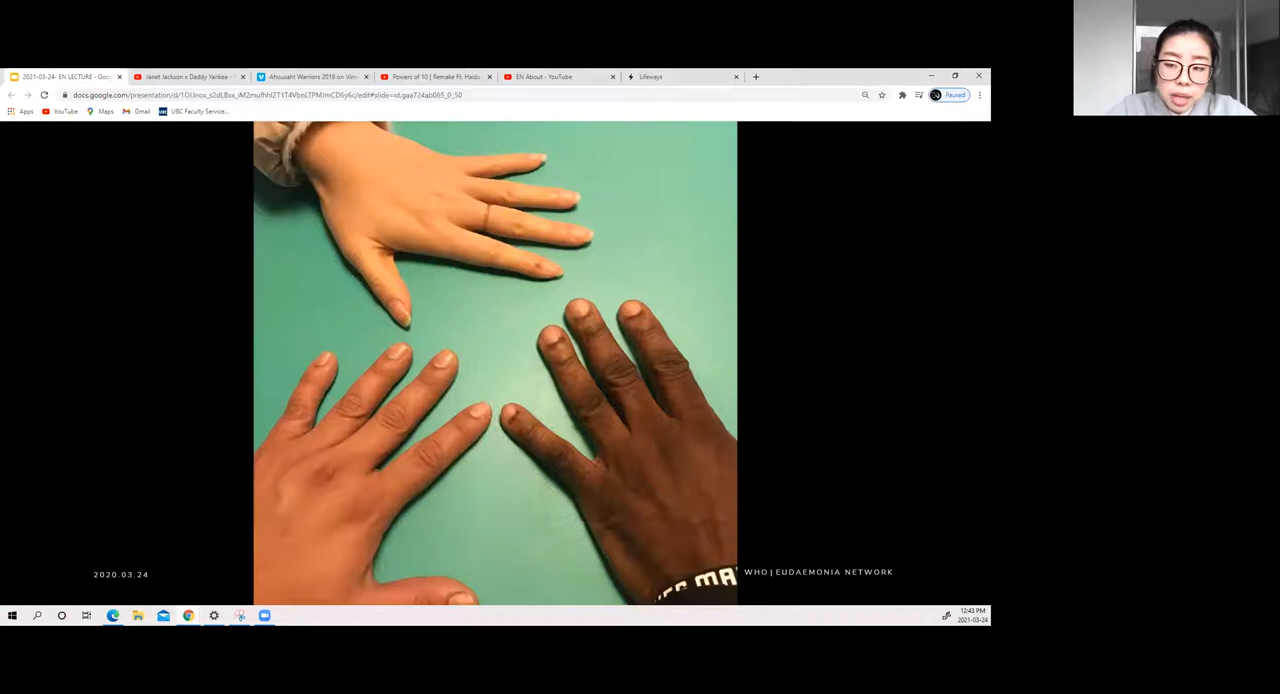 2021-03-24- EN LECTURE - Goo
Janet Jackson x Daddy Yankee -
Ahousaht Warriors 2019 on Vim
Powers of 10 [ Remake Ft. Haida
EN About - YouTube
Lifeways
Apps
YouTube
Maps
Gmail
UBC Faculty Service...
Paused
MA
2020.03.24
WHO | EUDAEMONIA NETWORK
12:43 PM
2021-03-24